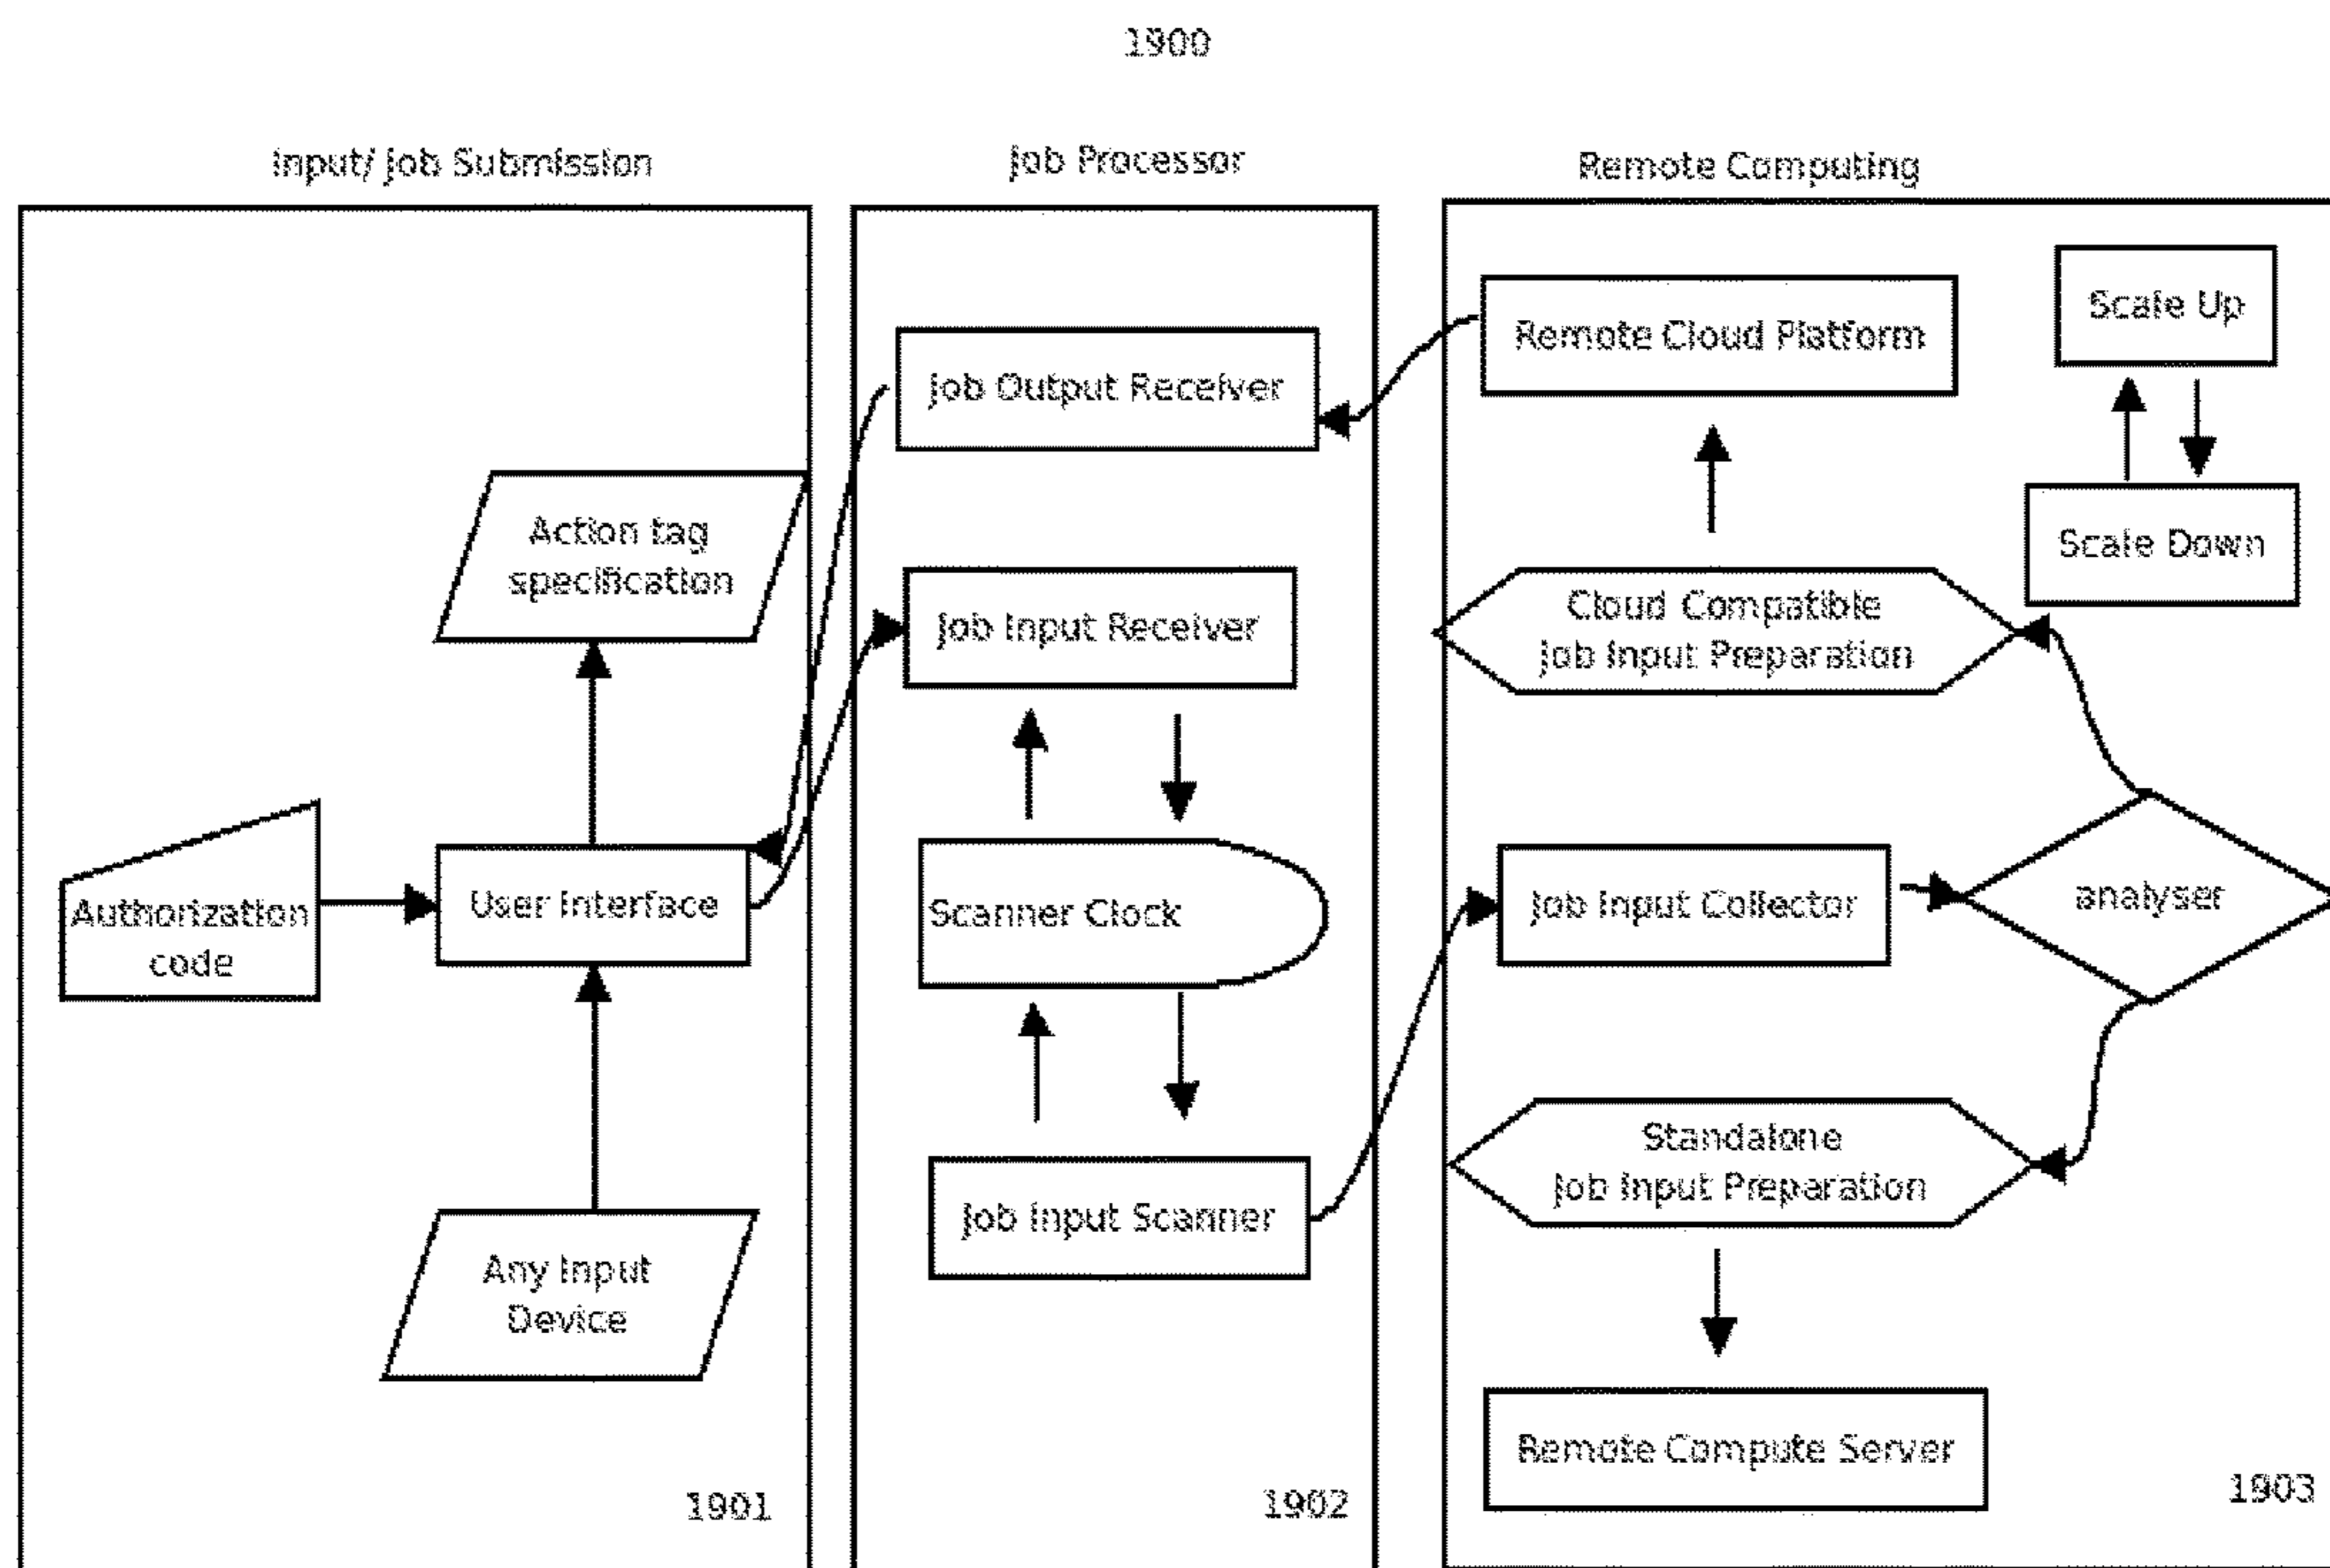 1900
Input/ Job Submission
Job Processor
Remote Computing
Action tag
specification
Authorization
code
User Interface
Any Input
Device
1901
Job Output Receiver
Job Input Receiver
Scanner Clock
Job Input Scanner
1902
Remote Cloud Platform
Scale Up
Scale Down
Cloud Compatible
Job Input Preparation
Job Input Collector
analyser
Standalone
Job Input Preparation
Remote Compute Server
1903